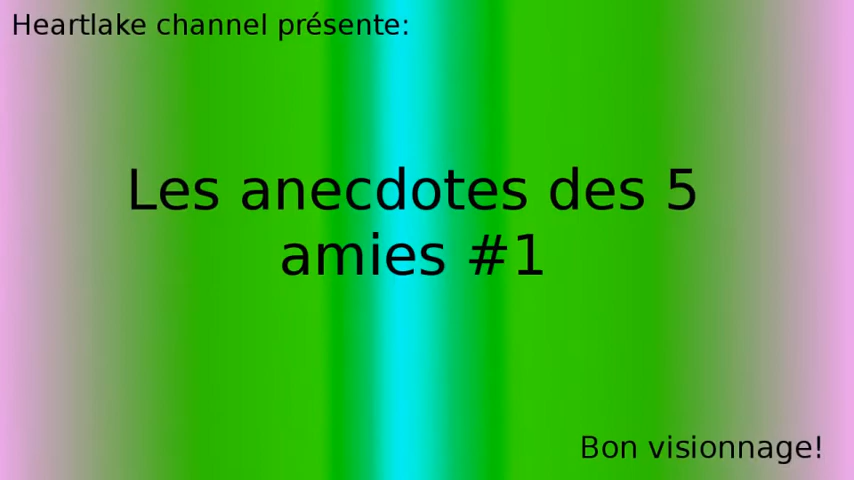 Heartlake channel présente:
Les anecdotes des 5
amies #1
Bon visionnage!